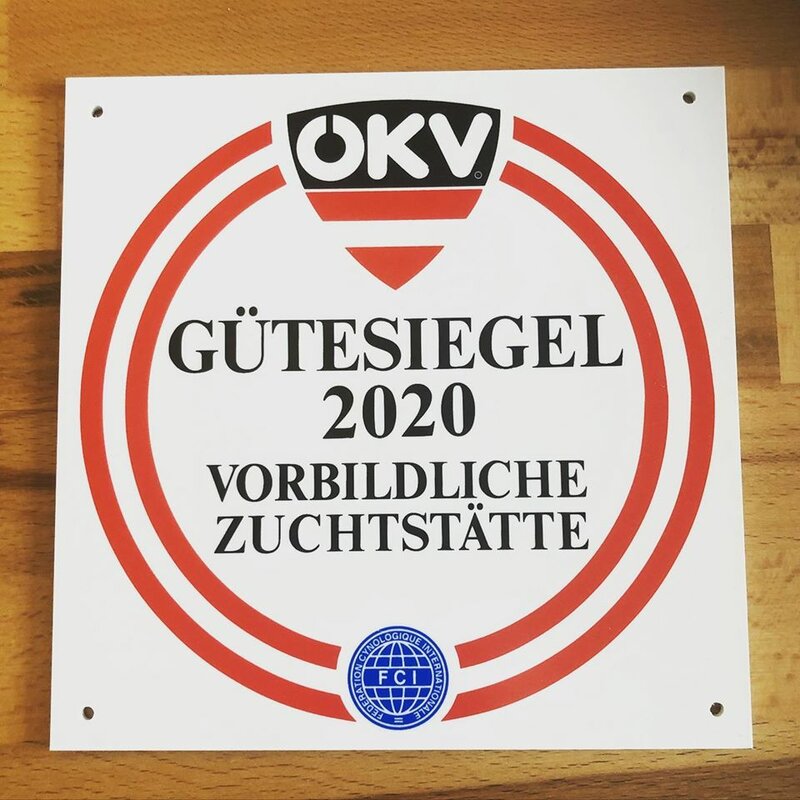 ÖKV
GÜTESIEGEL
2020
VORBILDLICHE
ZUCHTSTÄTTE
FEDERATION CYNOLOGIQUE INTERNATIONALE
FCI